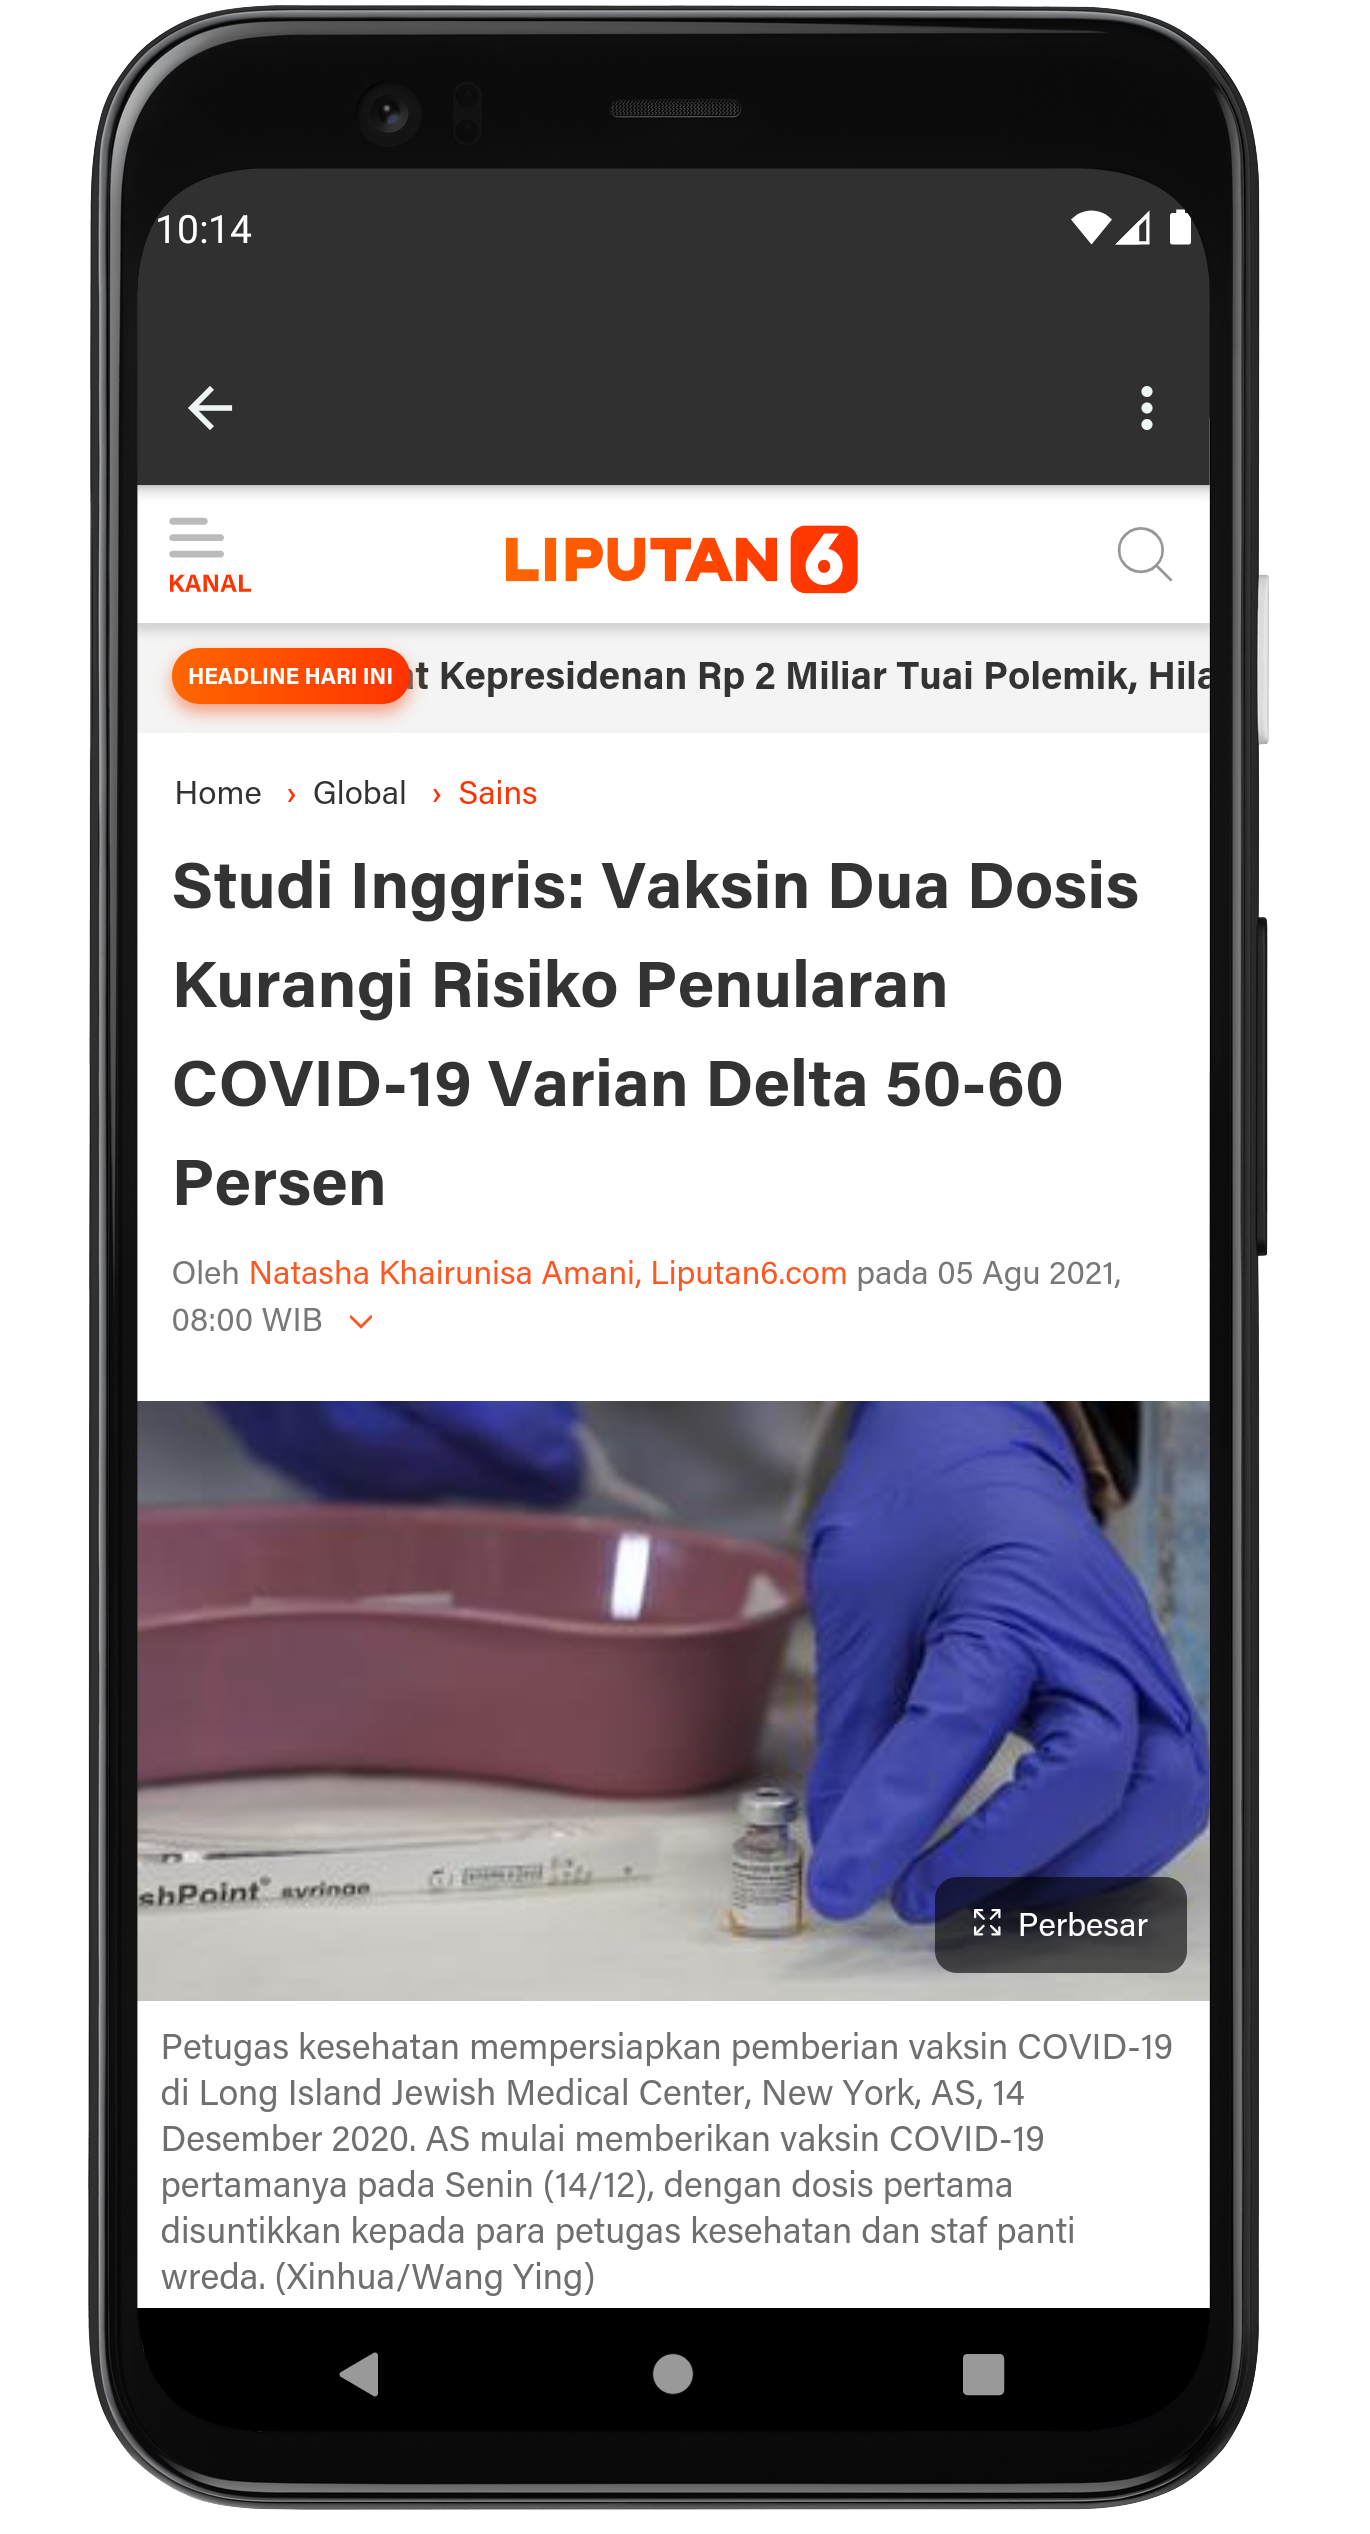 10:14
KANAL
LIPUTAN 6
HEADLINE HARI INI
Kepresidenan Rp 2 Miliar Tuai Polemik,
Home › Global › Sains
Studi Inggris: Vaksin Dua Dosis
Kurangi Risiko Penularan
COVID-19 Varian Delta 50-60
Persen
Oleh Natasha Khairunisa Amani, Liputan6.com pada 05 Agu 2021,
08:00 WIB
shPoint® syringe
Perbesar
Petugas kesehatan mempersiapkan pemberian vaksin COVID-19
di Long Island Jewish Medical Center, New York, AS, 14
Desember 2020. AS mulai memberikan vaksin COVID-19
pertamanya pada Senin (14/12), dengan dosis pertama
disuntikkan kepada para petugas kesehatan dan staf panti
wreda. (Xinhua/Wang Ying)